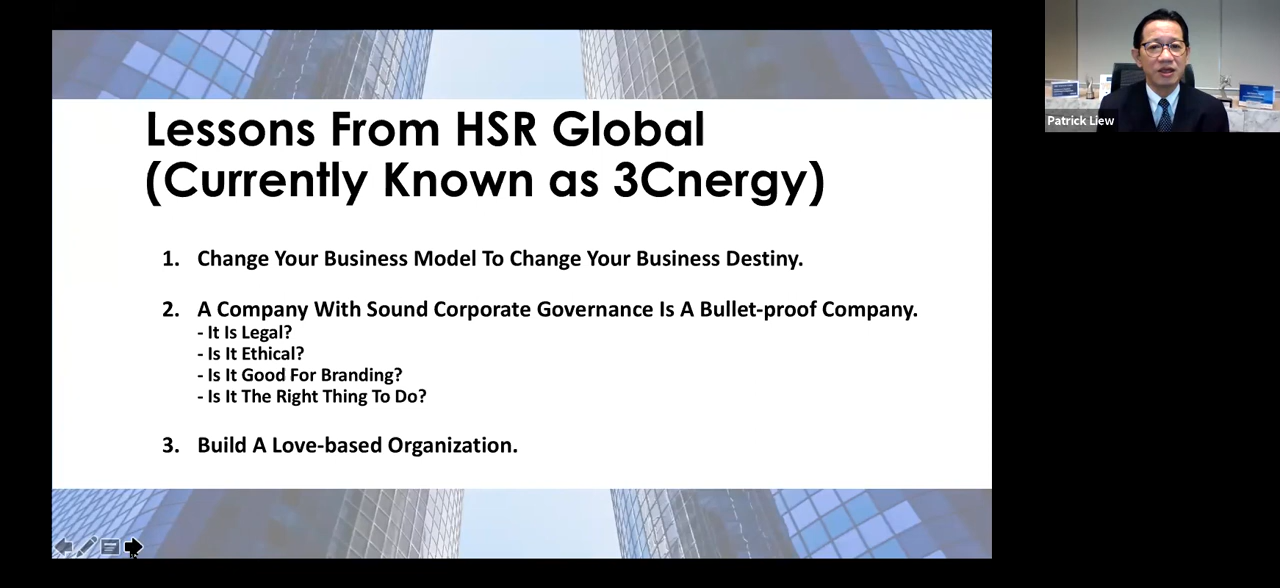 Lessons From HSR Global
(Currently Known as 3Cnergy)
1. Change Your Business Model To Change Your Business Destiny.
2. A Company With Sound Corporate Governance Is A Bullet-proof Company.
- It Is Legal?
- Is It Ethical?
- Is It Good For Branding?
- Is It The Right Thing To Do?
3. Build A Love-based Organization.
Patrick Liew